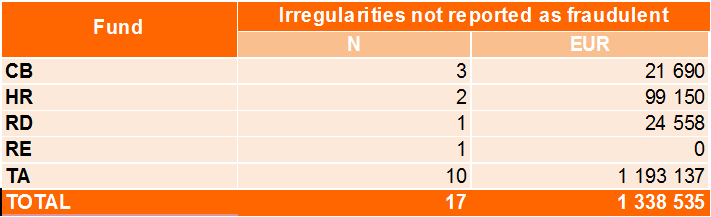 Fund Irregularities not reported as fraudulent
N EUR
CB 3 21 690
HR 2 99 150
RD 1 24 558
RE 1 0
TA 10 1 193 137
TOTAL 17 1 338 535